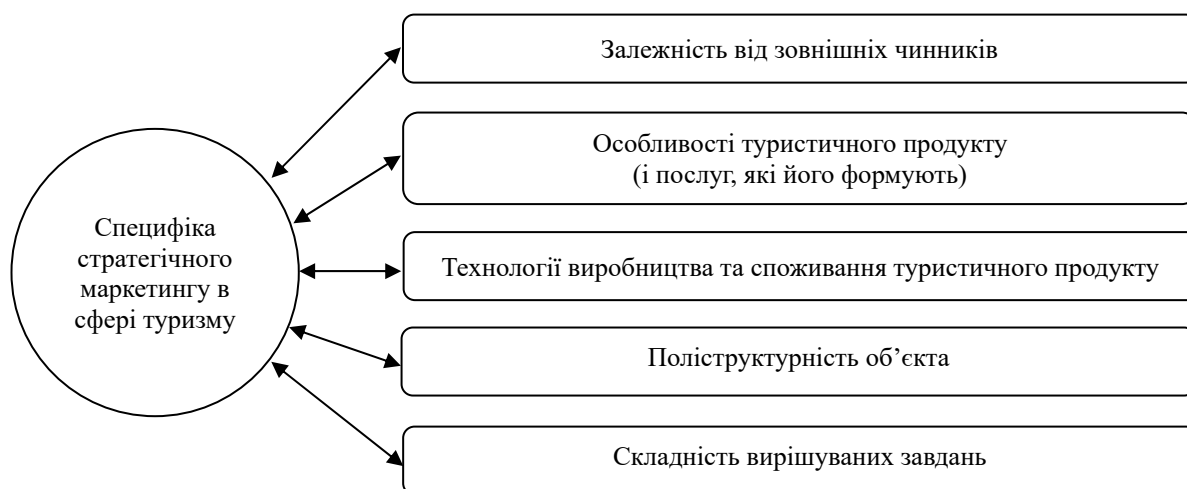 Специфіка
стратегічного
маркетингу в
сфері туризму
Залежність від зовнішніх чинників
Особливості туристичного продукту
(і послуг, які його формують)
Технології виробництва та споживання туристичного продукту
Поліструктурність об’єкта
Складність вирішуваних завдань